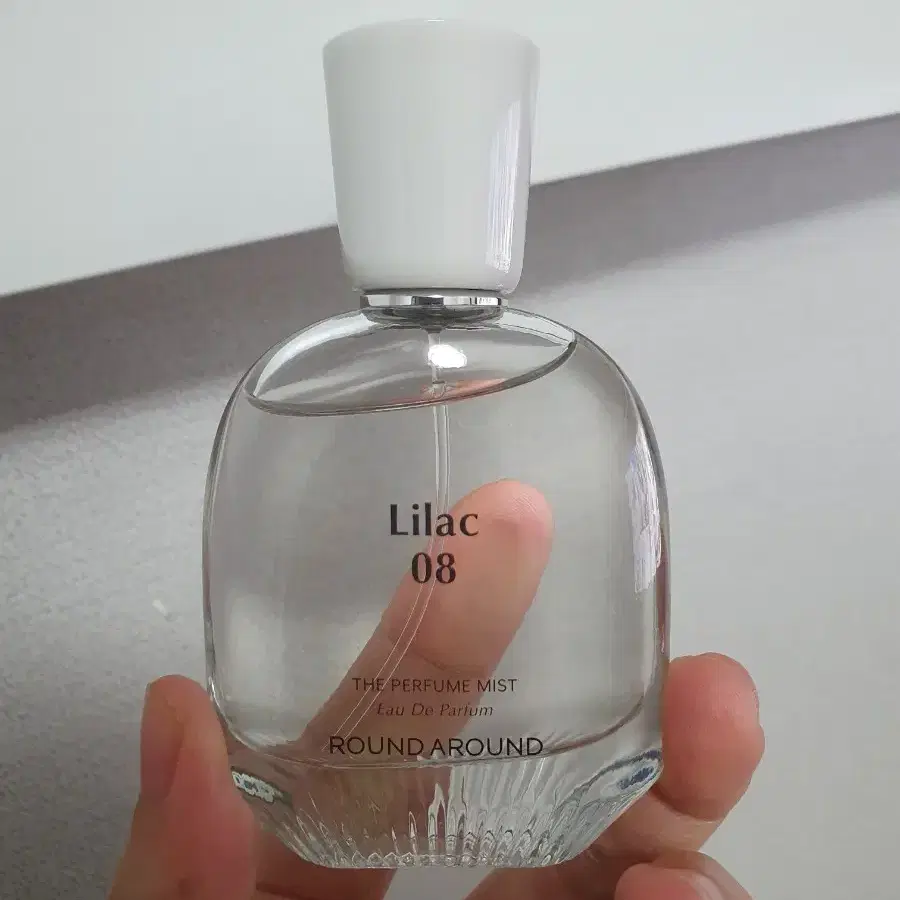 Lilac
08
THE PERFUME MIST
Eau De Parfum
ROUND AROUND